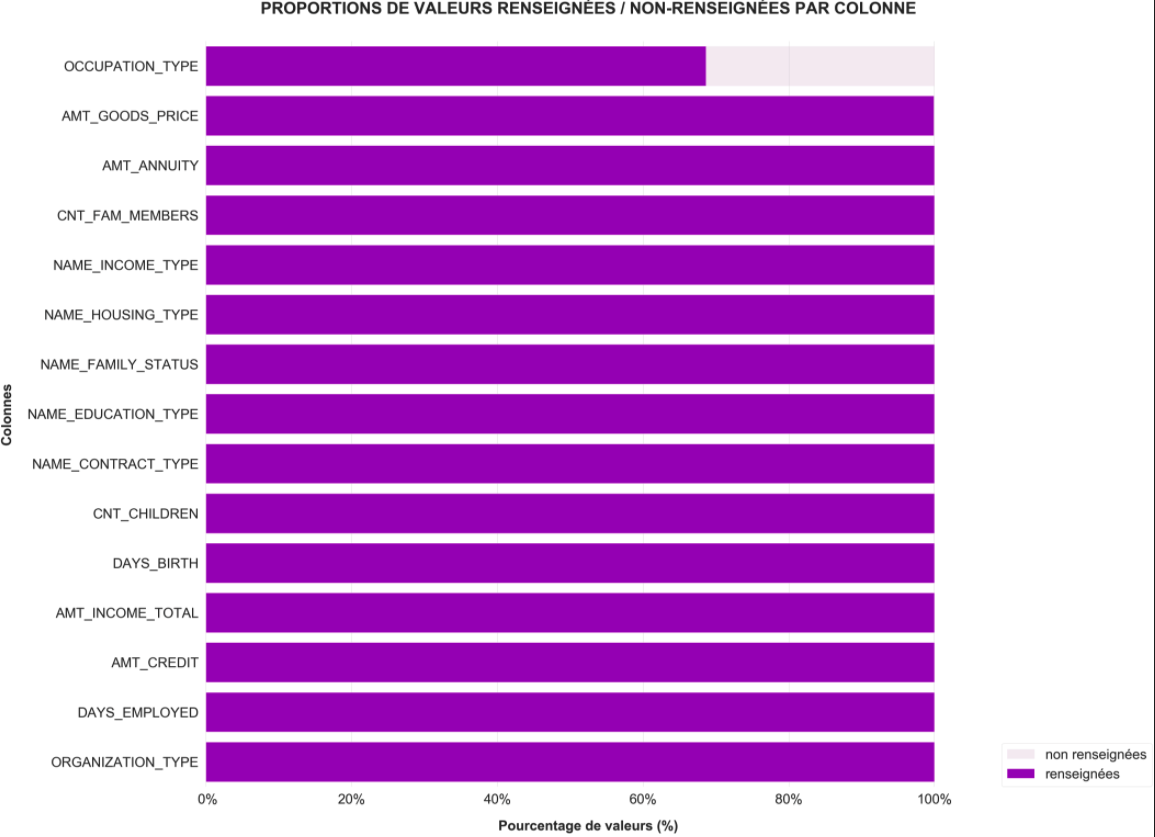 PROPORTIONS DE VALEURS RENSEIGNÉES / NON-RENSEIGNÉES PAR COLONNE
OCCUPATION_TYPE
AMT_GOODS_PRICE
AMT_ANNUITY
CNT_FAM_MEMBERS
NAME_INCOME_TYPE
NAME_HOUSING_TYPE
NAME_FAMILY_STATUS
NAME_EDUCATION_TYPE
NAME_CONTRACT_TYPE
CNT_CHILDREN
DAYS_BIRTH
AMT_INCOME_TOTAL
AMT_CREDIT
DAYS_EMPLOYED
ORGANIZATION_TYPE
Colonnes
0% 20% 40% 60% 80% 100%
Pourcentage de valeurs (%)
non renseignées
renseignées